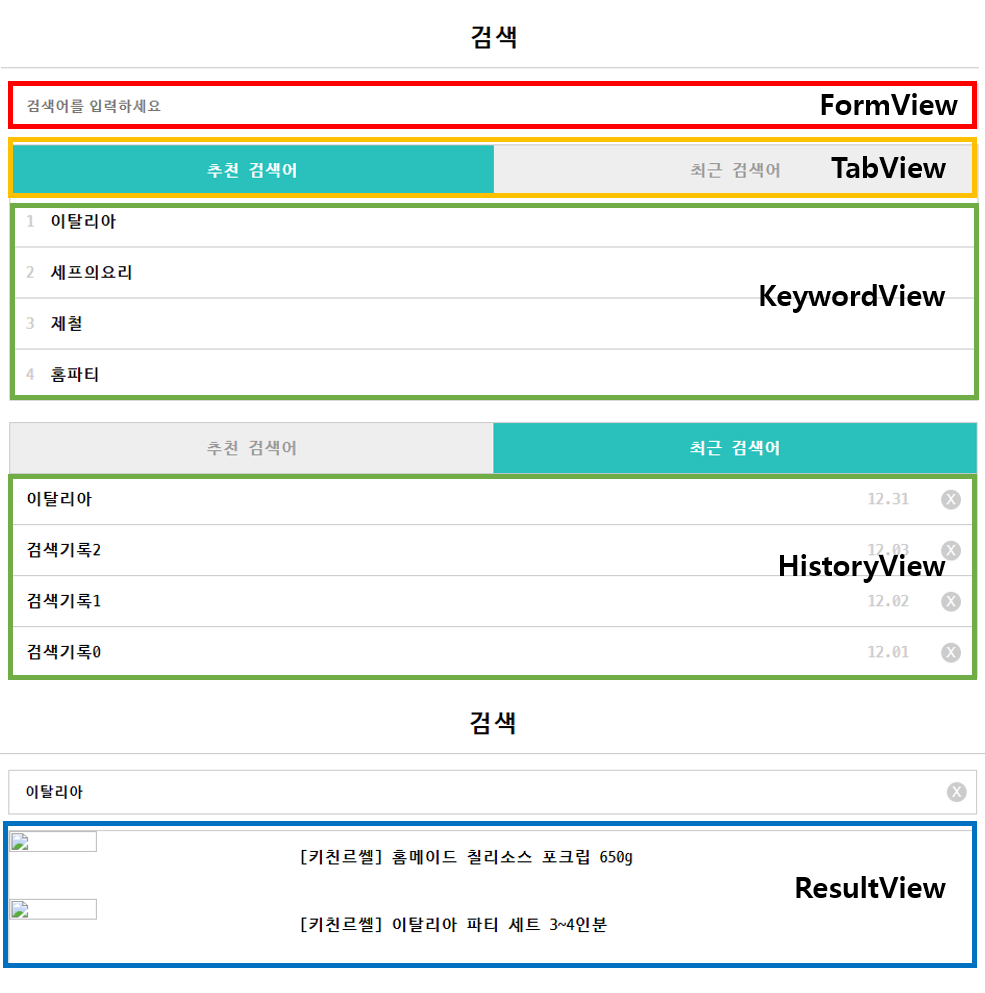 검색
검색어를 입력하세요 FormView
추천 검색어 최근 검색어 TabView
1 이탈리아
2 세프의요리
KeywordView
3 제철
4 홈파티
추천 검색어 최근 검색어
이탈리아 12.31 X
검색기록2 12.03 X
HistoryView
검색기록1 12.02 X
검색기록0 12.01 X
검색
이탈리아 X
[키친르쎌] 홈메이드 칠리소스 포크립 650g
ResultView
[키친르쎌] 이탈리아 파티 세트 3~4인분